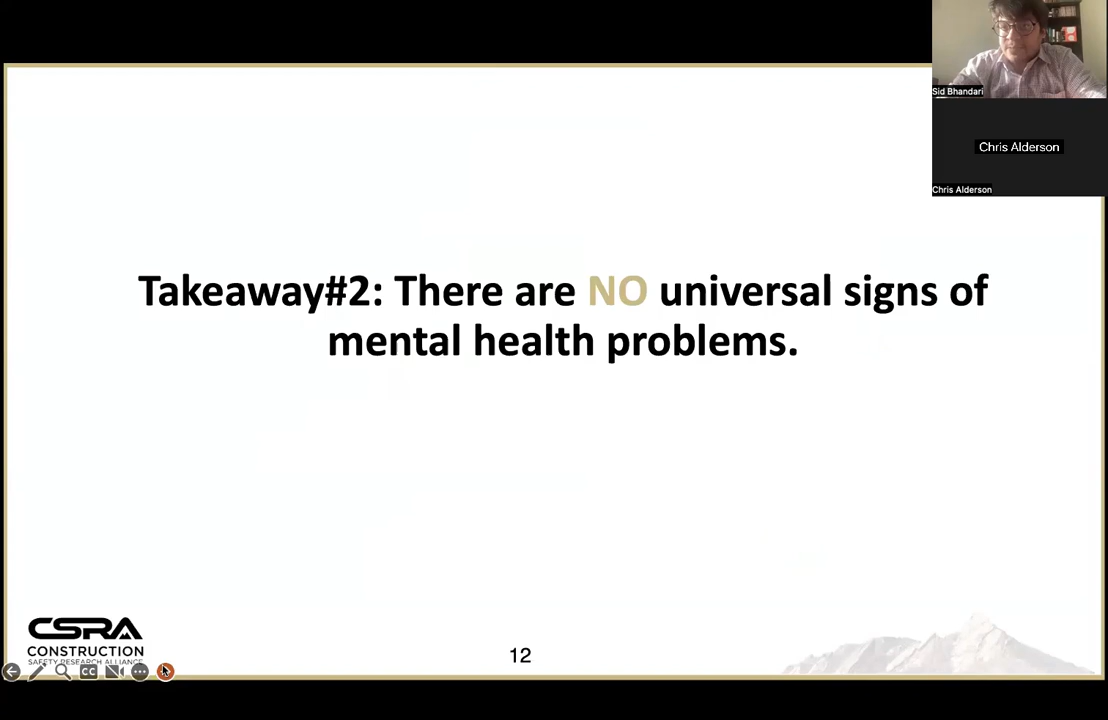 Sid Bhandari
Chris Alderson
Chris Alderson
Takeaway#2: There are NO universal signs of
mental health problems.
CSRA
CONSTRUCTION
SAFETY RESEARCH ALLIANCE
12
CC